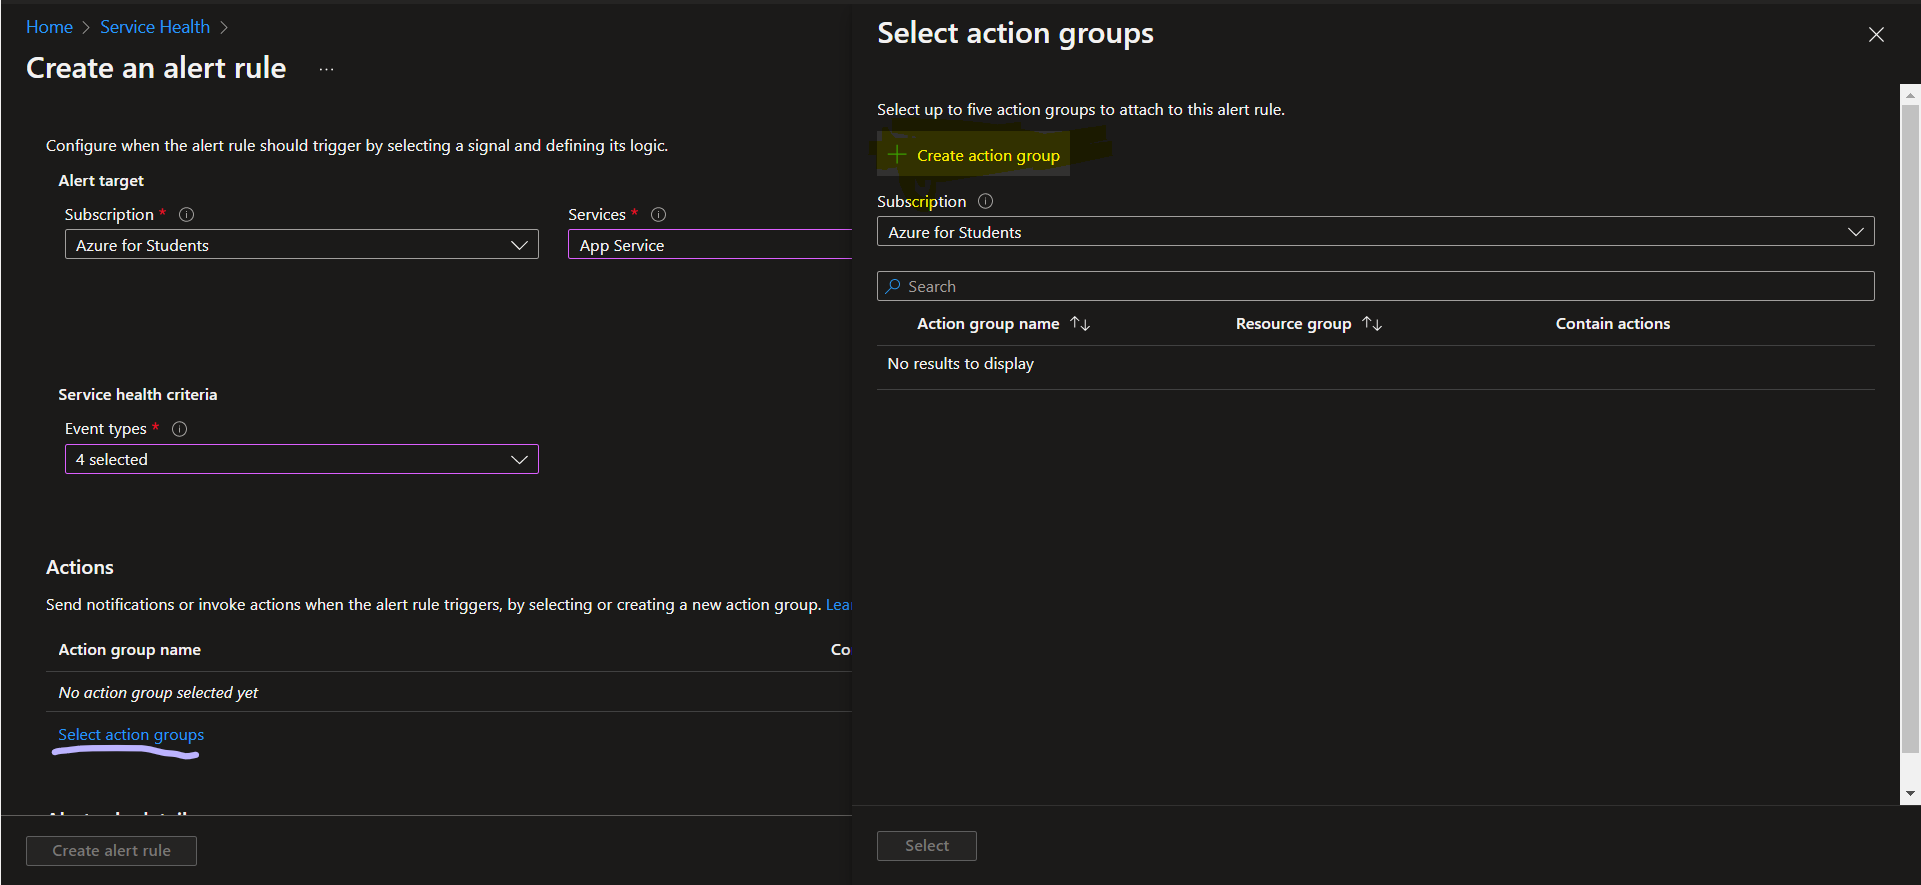 Home > Service Health >
Create an alert rule ...
Configure when the alert rule should trigger by selecting a signal and defining its logic.
Alert target
Subscription *
Services *
Azure for Students
App Service
Service health criteria
Event types *
4 selected
Actions
Send notifications or invoke actions when the alert rule triggers, by selecting or creating a new action group. Lea
Action group name
Co
No action group selected yet
Select action groups
Create alert rule
Select action groups
Select up to five action groups to attach to this alert rule.
+ Create action group
Subscription
Azure for Students
Search
Action group name ↑↓
Resource group ↑↓
Contain actions
No results to display
Select